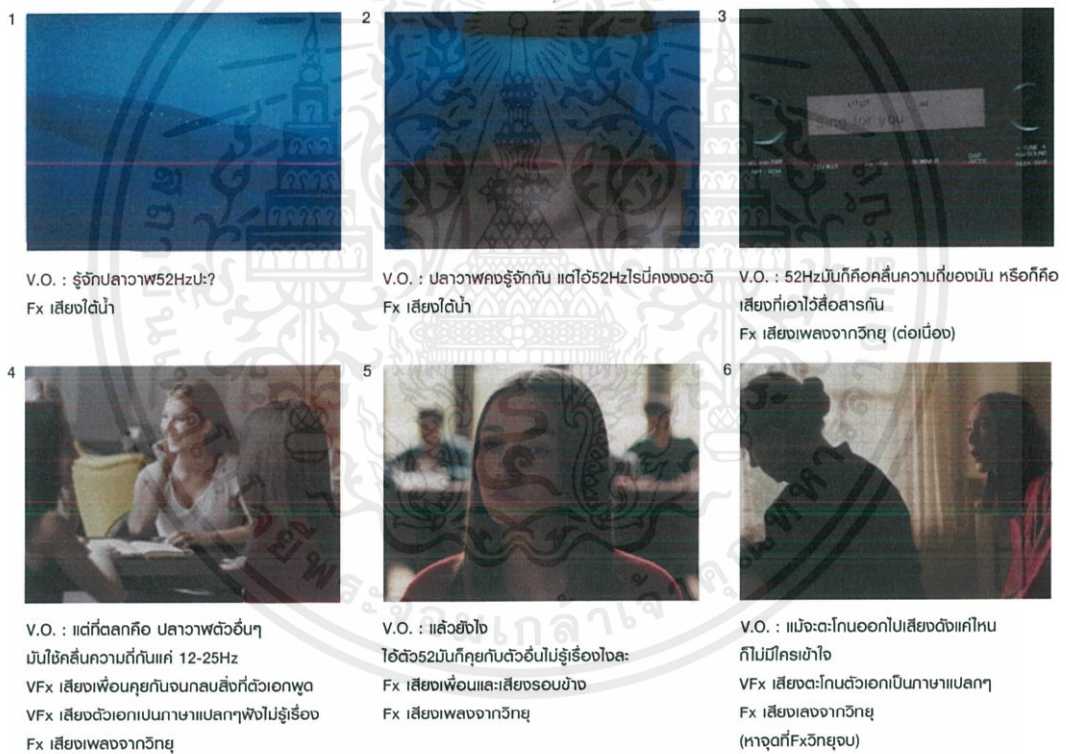 1
2
3
Sing for you
V.O. : รู้จักปลาวาฬ52Hzปะ?
Fx เสียงใต้น้ำ
V.O. : ปลาวาฬคงรู้จักกัน แต่ไอ้52Hzไรนี่คงงงอะดิ
Fx เสียงใต้น้ำ
V.O. : 52Hzมันก็คือคลื่นความถี่ของมัน หรือก็คือ
เสียงที่เอาไว้สื่อสารกัน
Fx เสียงเพลงจากวิทยุ (ต่อเนื่อง)
4
5
6
V.O. : แต่ที่ตลกคือ ปลาวาฬตัวอื่นๆ
มันใช้คลื่นความถี่กันแค่ 12-25Hz
VFx เสียงเพื่อนคุยกันจนกลบสิ่งที่ตัวเอกพูด
VFx เสียงตัวเอกเปนภาษาแปลกๆฟังไม่รู้เรื่อง
Fx เสียงเพลงจากวิทยุ
V.O. : แล้วยังไง
ไอ้ตัว52มันก็คุยกับตัวอื่นไม่รู้เรื่องไงละ
Fx เสียงเพื่อนและเสียงรอบข้าง
Fx เสียงเพลงจากวิทยุ
V.O. : แม้จะตะโกนออกไปเสียงดังแค่ไหน
ก็ไม่มีใครเข้าใจ
VFx เสียงตะโกนตัวเอกเป็นภาษาแปลกๆ
Fx เสียงเลงจากวิทยุ
(หาจุดที่Fxวิทยุจบ)